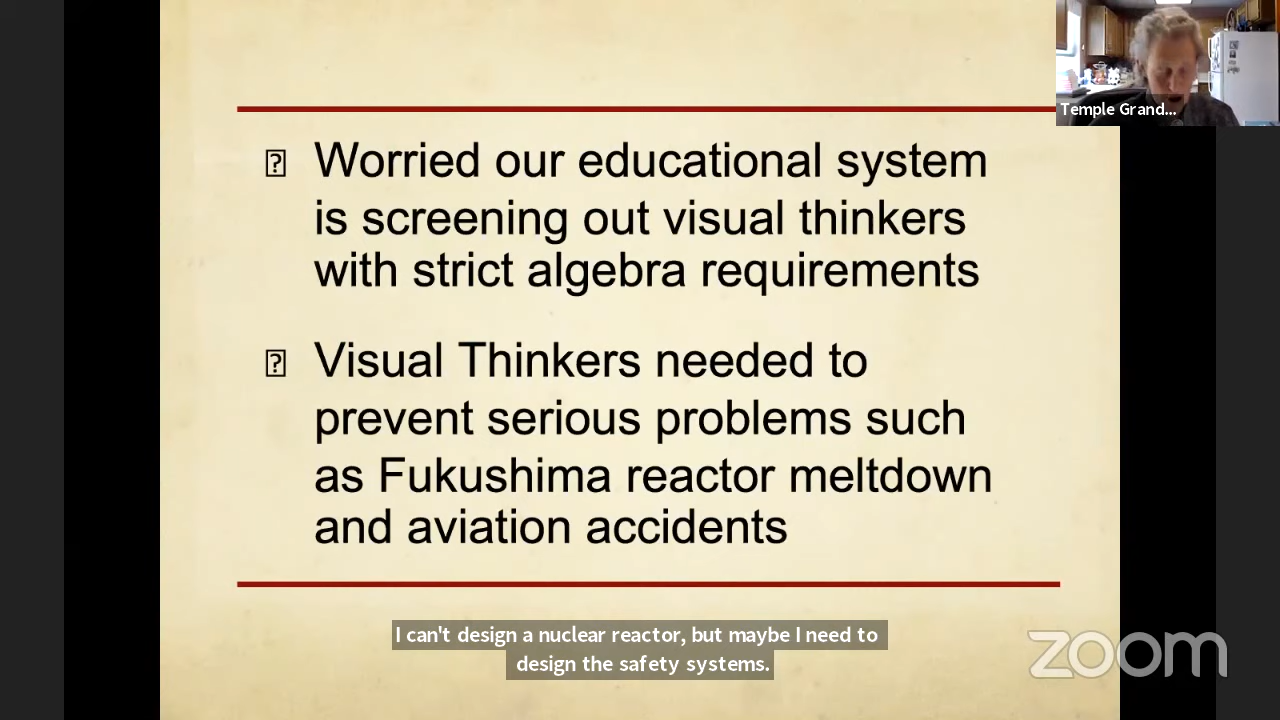 Temple Grand...
Worried our educational system
is screening out visual thinkers
with strict algebra requirements
Visual Thinkers needed to
prevent serious problems such
as Fukushima reactor meltdown
and aviation accidents
I can't design a nuclear reactor, but maybe I need to
design the safety systems.
zoom